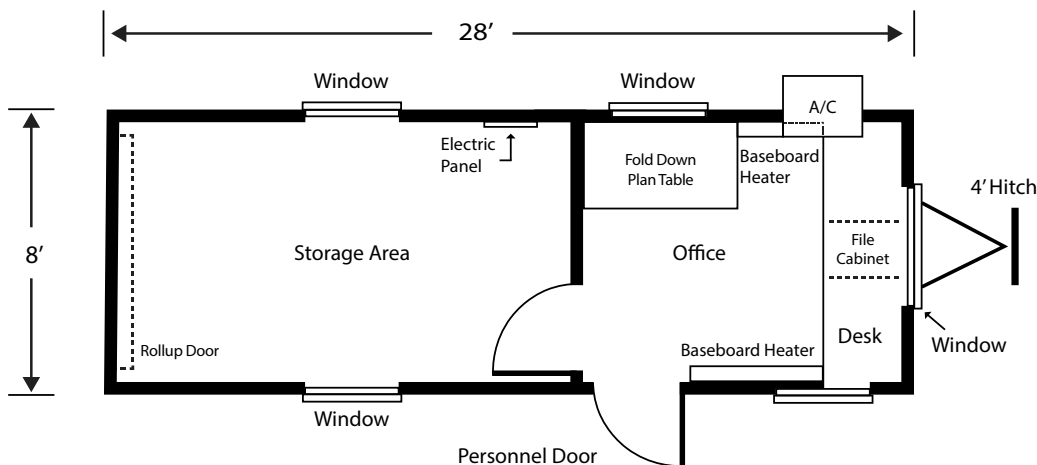 28’
Window
Window
A/C
Electric
Panel
Fold Down
Plan Table
Baseboard
Heater
4’ Hitch
8’
Storage Area
Office
File
Cabinet
Rollup Door
Baseboard Heater
Desk
Window
Window
Personnel Door